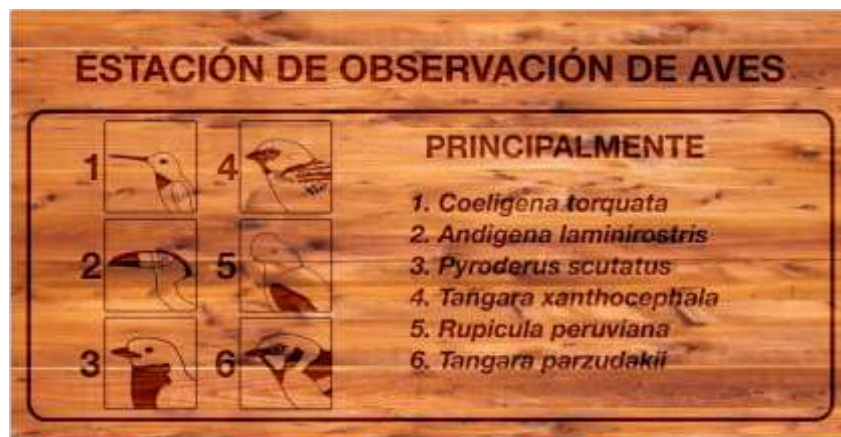 ESTACIÓN DE OBSERVACIÓN DE AVES
PRINCIPALMENTE
1
2
3
4
5
6
1. Coeligena torquata
2. Andigena laminirostris
3. Pyroderus scutatus
4. Tangara xanthocephala
5. Rupicula peruviana
6. Tangara parzudakii